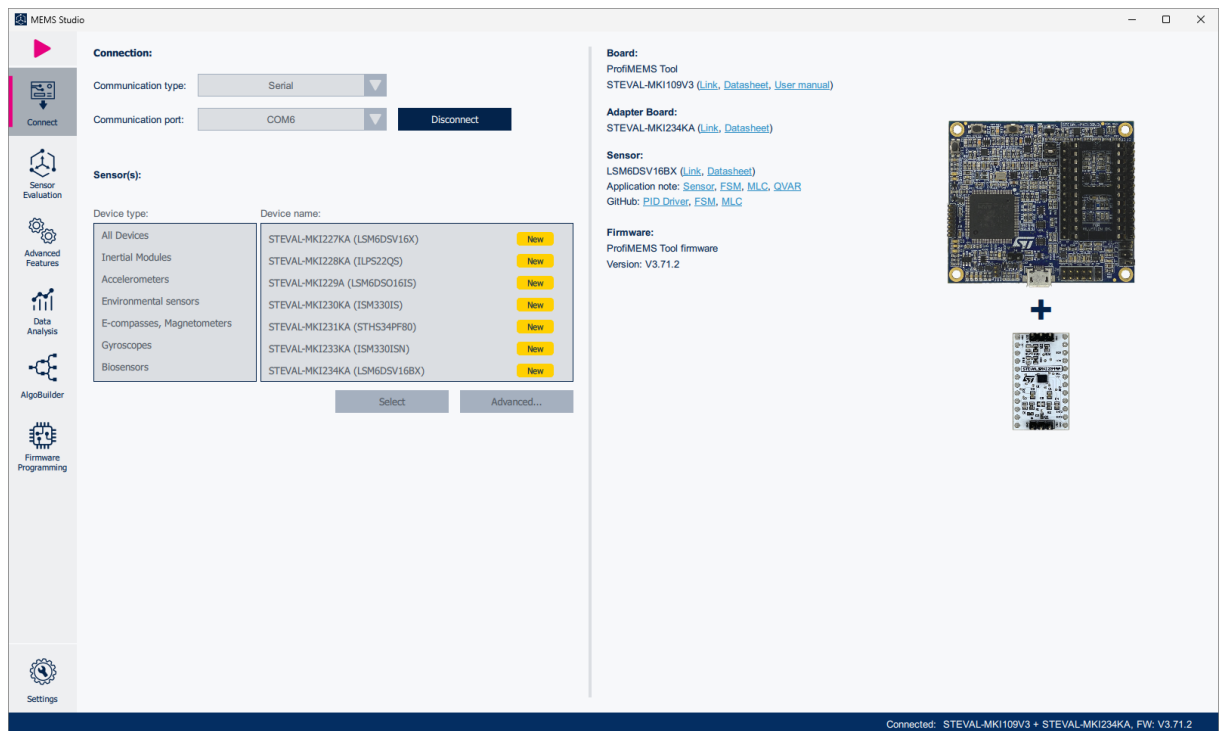 MEMS Studio
Connect
Sensor
Evaluation
Advanced
Features
Data
Analysis
AlgoBuilder
Firmware
Programming
Settings
Connection:
Communication type: Serial
Communication port: COM6 Disconnect
Sensor(s):
Device type: Device name:
All Devices
Inertial Modules
Accelerometers
Environmental sensors
E-compasses, Magnetometers
Gyroscopes
Biosensors
STEVAL-MKI227KA (LSM6DSV16X) New
STEVAL-MKI228KA (ILPS22QS) New
STEVAL-MKI229A (LSM6DSO16IS) New
STEVAL-MKI230KA (ISM330IS) New
STEVAL-MKI231KA (STHS34PF80) New
STEVAL-MKI233KA (ISM330ISN) New
STEVAL-MKI234KA (LSM6DSV16BX) New
Select Advanced...
Board:
ProfiMEMS Tool
STEVAL-MKI109V3 (Link, Datasheet, User manual)
Adapter Board:
STEVAL-MKI234KA (Link, Datasheet)
Sensor:
LSM6DSV16BX (Link, Datasheet)
Application note: Sensor, FSM, MLC, QVAR
GitHub: PID Driver, FSM, MLC
Firmware:
ProfiMEMS Tool firmware
Version: V3.71.2
ST
+
ST
Connected: STEVAL-MKI109V3 + STEVAL-MKI234KA, FW: V3.71.2